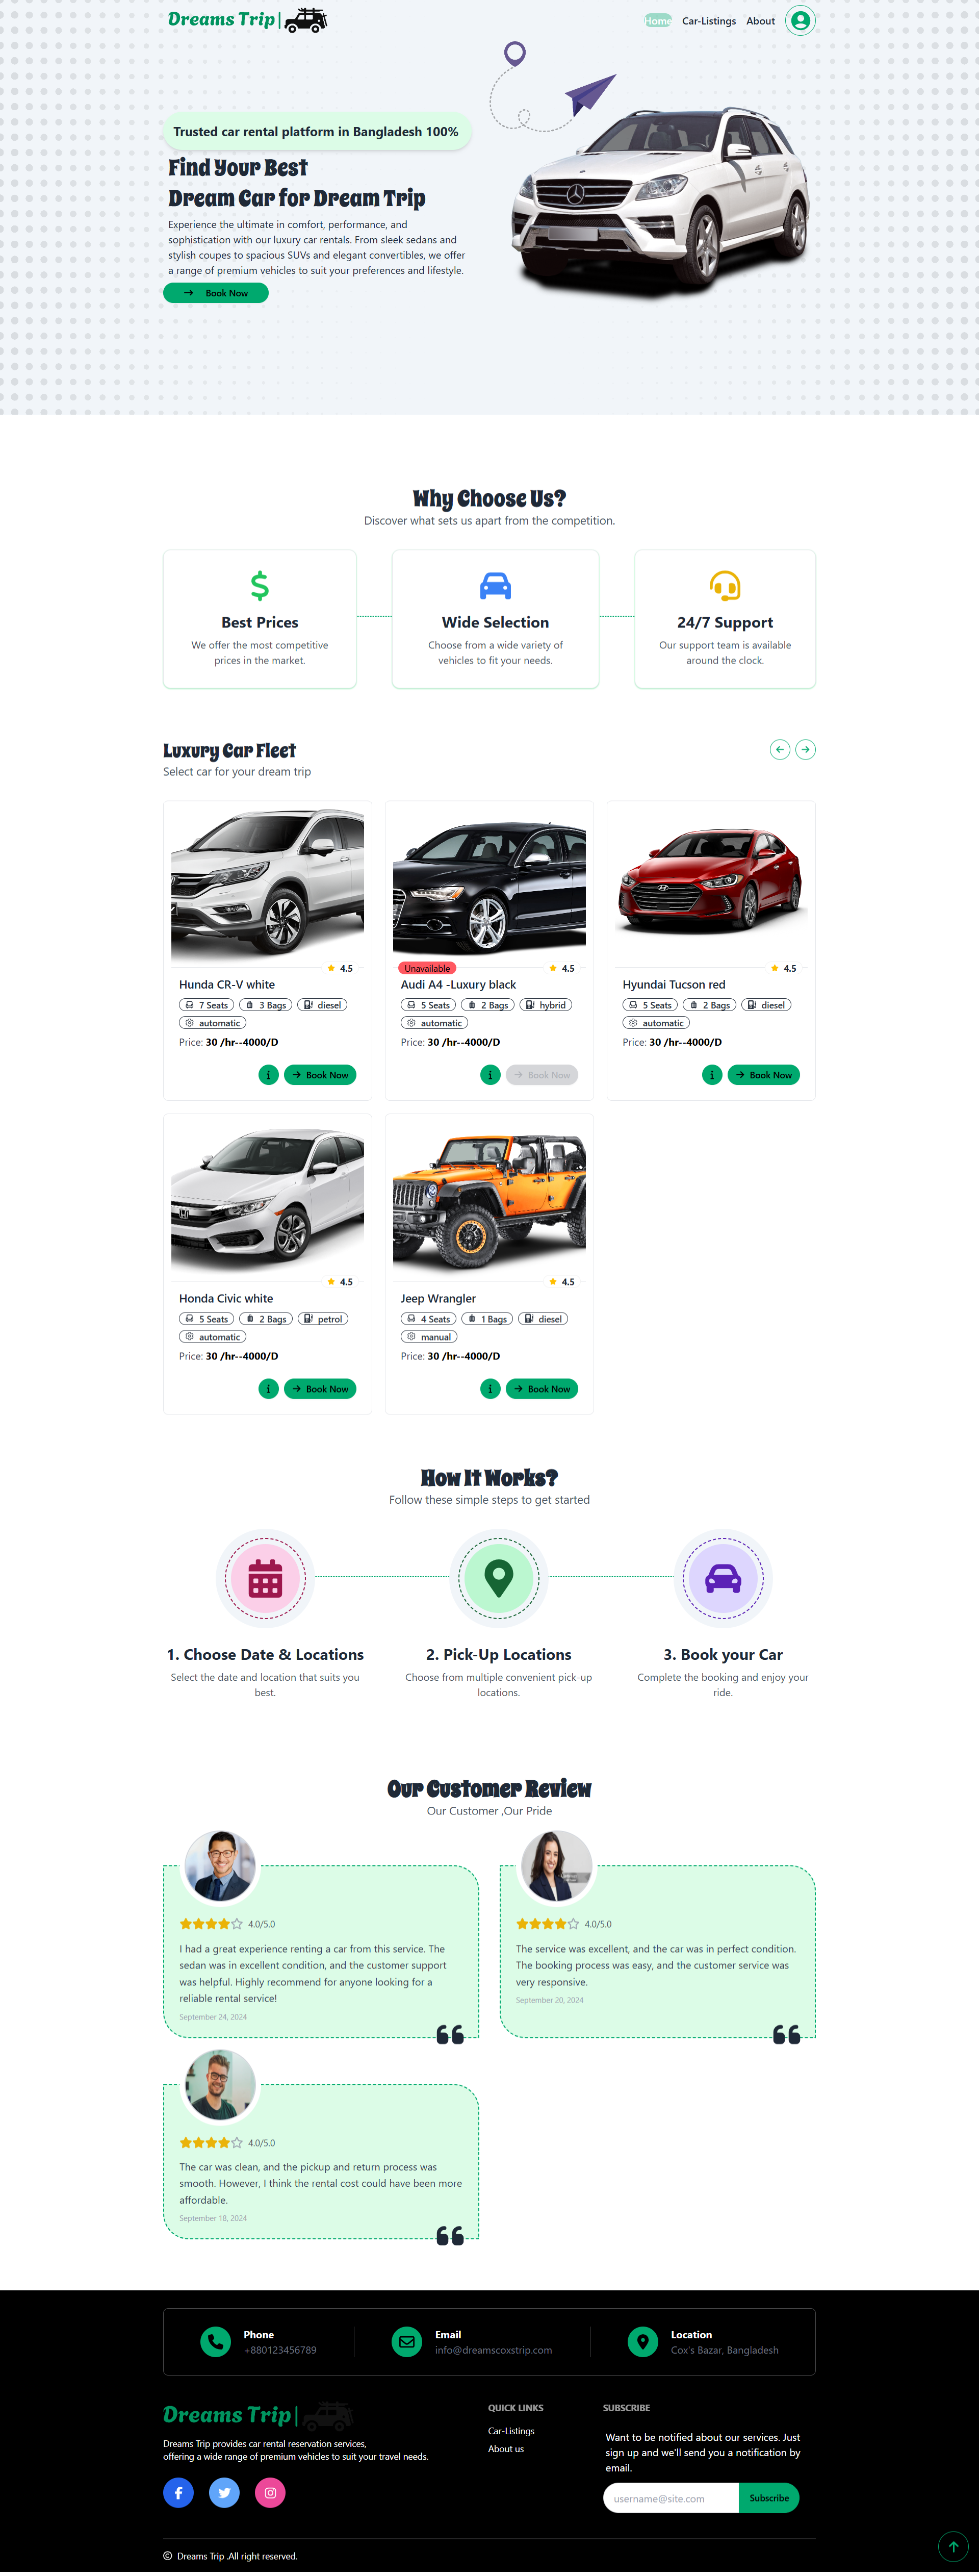 Dreams Trip
Home Car-Listings About
Trusted car rental platform in Bangladesh 100%
Find Your Best
Dream Car for Dream Trip
Experience the ultimate in comfort, performance, and
sophistication with our luxury car rentals. From sleek sedans and
stylish coupes to spacious SUVs and elegant convertibles, we offer
a range of premium vehicles to suit your preferences and lifestyle.
Book Now
Why Choose Us?
Discover what sets us apart from the competition.
Best Prices
We offer the most competitive
prices in the market.
Wide Selection
Choose from a wide variety of
vehicles to fit your needs.
24/7 Support
Our support team is available
around the clock.
Luxury Car Fleet
Select car for your dream trip
4.5
Hunda CR-V white
7 Seats 3 Bags diesel
automatic
Price: 30 /hr--4000/D
i Book Now
Unavailable 4.5
Audi A4 -Luxury black
5 Seats 2 Bags hybrid
automatic
Price: 30 /hr--4000/D
i Book Now
4.5
Hyundai Tucson red
5 Seats 2 Bags diesel
automatic
Price: 30 /hr--4000/D
i Book Now
4.5
Honda Civic white
5 Seats 2 Bags petrol
automatic
Price: 30 /hr--4000/D
i Book Now
4.5
Jeep Wrangler
4 Seats 1 Bags diesel
manual
Price: 30 /hr--4000/D
i Book Now
How It Works?
Follow these simple steps to get started
1. Choose Date & Locations
Select the date and location that suits you
best.
2. Pick-Up Locations
Choose from multiple convenient pick-up
locations.
3. Book your Car
Complete the booking and enjoy your
ride.
Our Customer Review
Our Customer ,Our Pride
4.0/5.0
I had a great experience renting a car from this service. The
sedan was in excellent condition, and the customer support
was helpful. Highly recommend for anyone looking for a
reliable rental service!
September 24, 2024
4.0/5.0
The service was excellent, and the car was in perfect condition.
The booking process was easy, and the customer service was
very responsive.
September 20, 2024
4.0/5.0
The car was clean, and the pickup and return process was
smooth. However, I think the rental cost could have been more
affordable.
September 18, 2024
Phone
+880123456789
Email
info@dreamscoxstrip.com
Location
Cox's Bazar, Bangladesh
Dreams Trip
Dreams Trip provides car rental reservation services,
offering a wide range of premium vehicles to suit your travel needs.
QUICK LINKS
Car-Listings
About us
SUBSCRIBE
Want to be notified about our services. Just
sign up and we'll send you a notification by
email.
username@site.com Subscribe
© Dreams Trip .All right reserved.